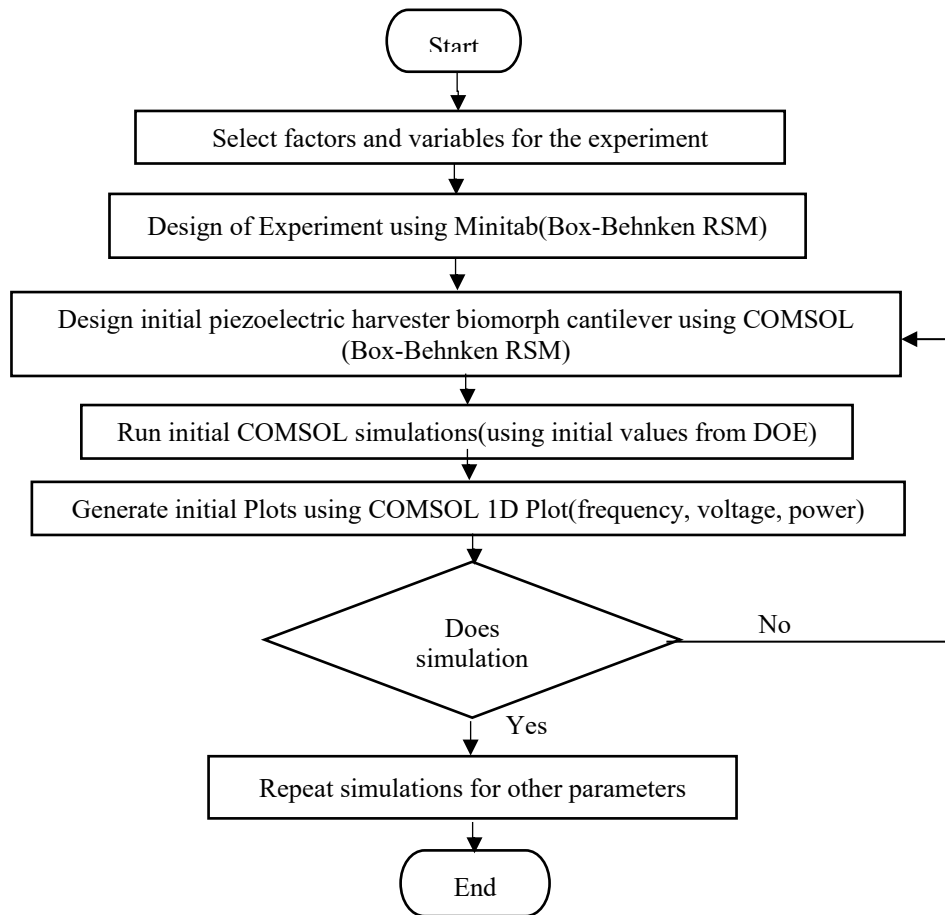 Start
Select factors and variables for the experiment
Design of Experiment using Minitab(Box-Behnken RSM)
Design initial piezoelectric harvester biomorph cantilever using COMSOL
(Box-Behnken RSM)
Run initial COMSOL simulations(using initial values from DOE)
Generate initial Plots using COMSOL 1D Plot(frequency, voltage, power)
Does
simulation
No
Yes
Repeat simulations for other parameters
End